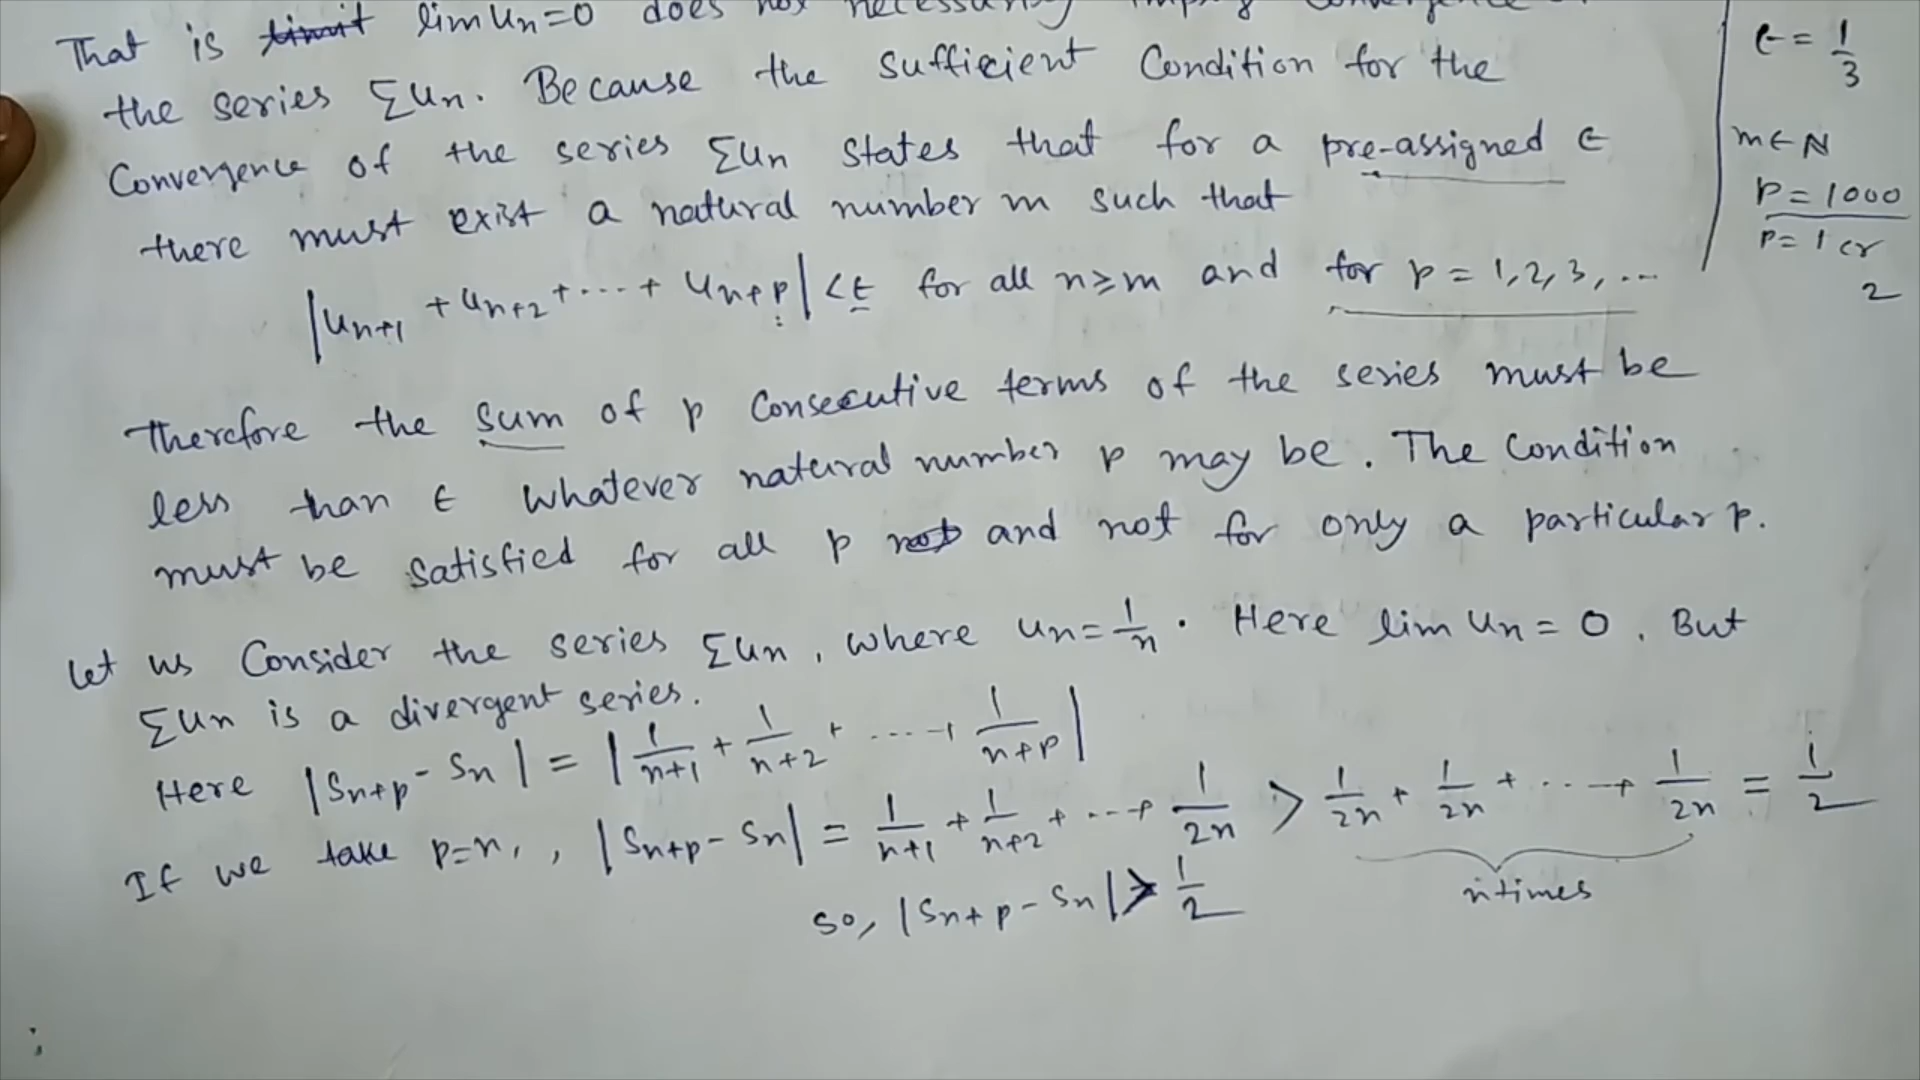 That is limit lim un=0 does not necessarily imply convergence
the series Σun. Because the sufficient Condition for the
Convergence of the series Σun states that for a pre-assigned ∈
there must exist a natural number m such that
|un+1 + un+2 + ... + un+p| < ∈ for all n≥m and for p = 1,2,3,...
Therefore the sum of p Consecutive terms of the series must be
less than ∈ whatever natural number p may be. The Condition
must be satisfied for all p not and not for only a particular p.
Let us Consider the series Σun, where un = 1/n. Here lim un = 0. But
Σun is a divergent series.
Here |Sn+p - Sn| = |1/n+1 + 1/n+2 + ... + 1/n+p|
If we take p=n, , |Sn+p - Sn| = 1/n+1 + 1/n+2 + ... + 1/2n > 1/2n + 1/2n + ... + 1/2n = 1/2
n times
So, |Sn+p - Sn| > 1/2
∈ = 1/3
m∈N
p = 1000
p = 1 cr
2